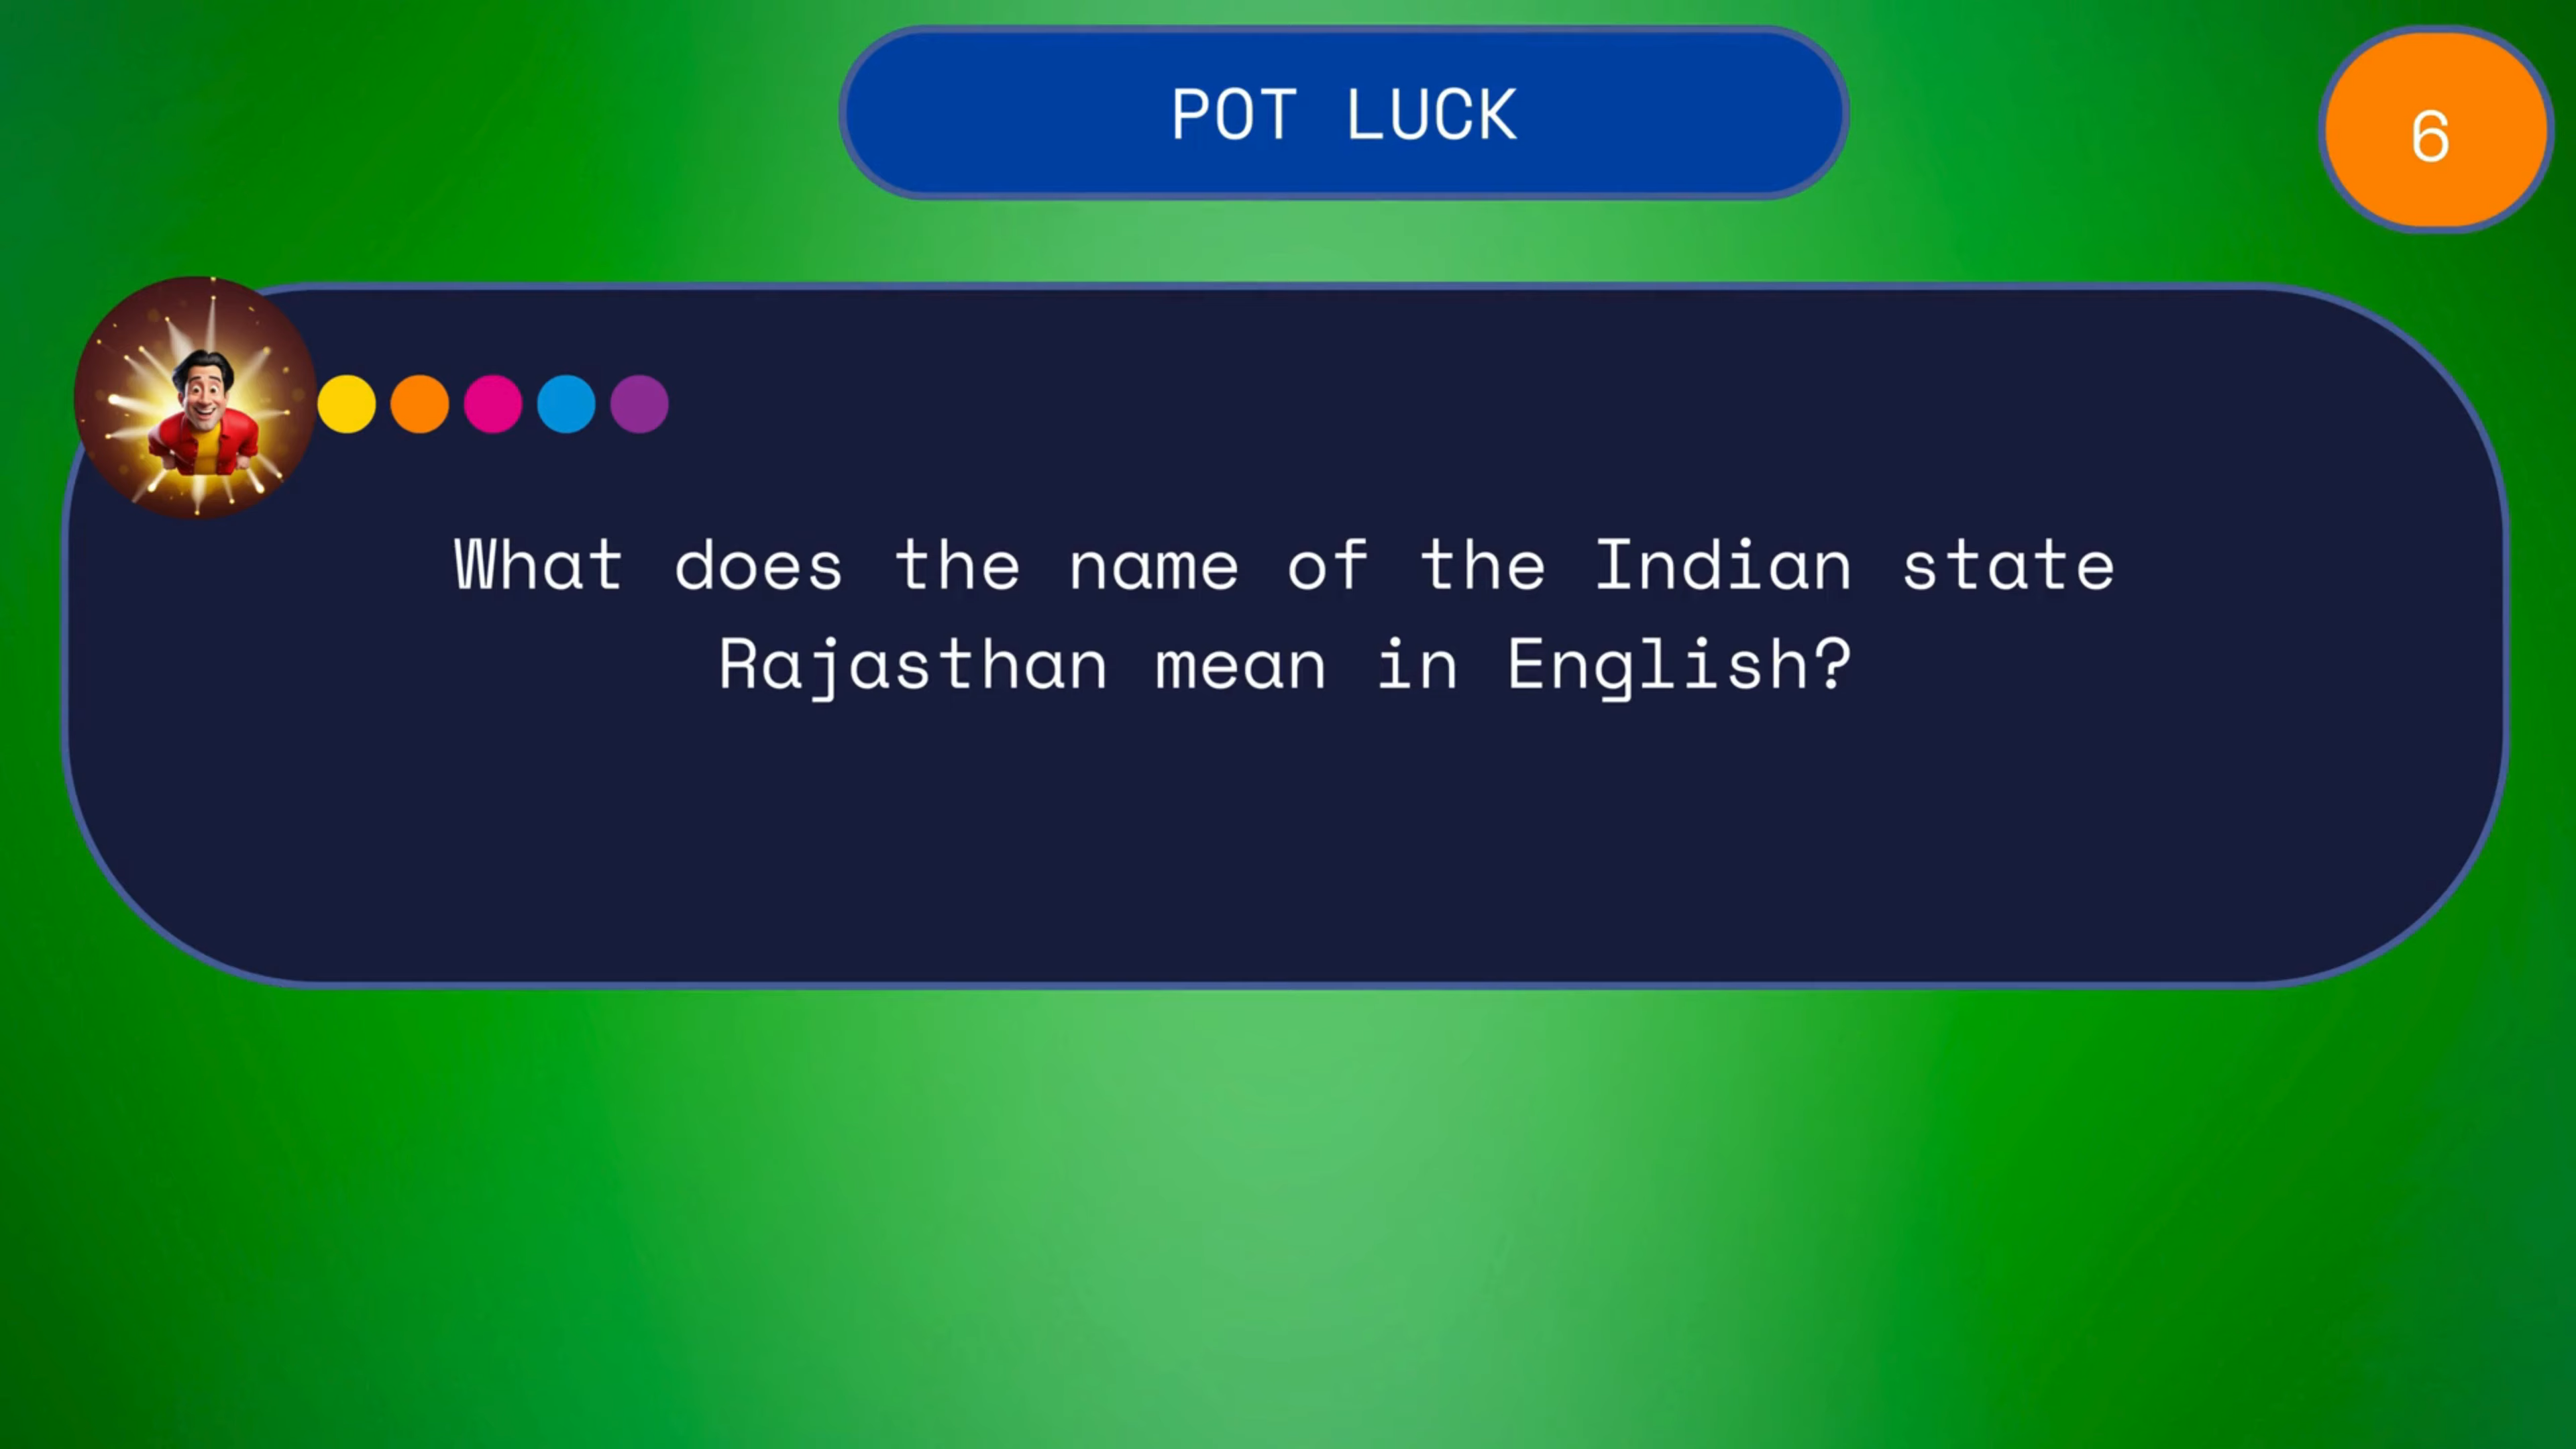 POT LUCK
6
What does the name of the Indian state
Rajasthan mean in English?